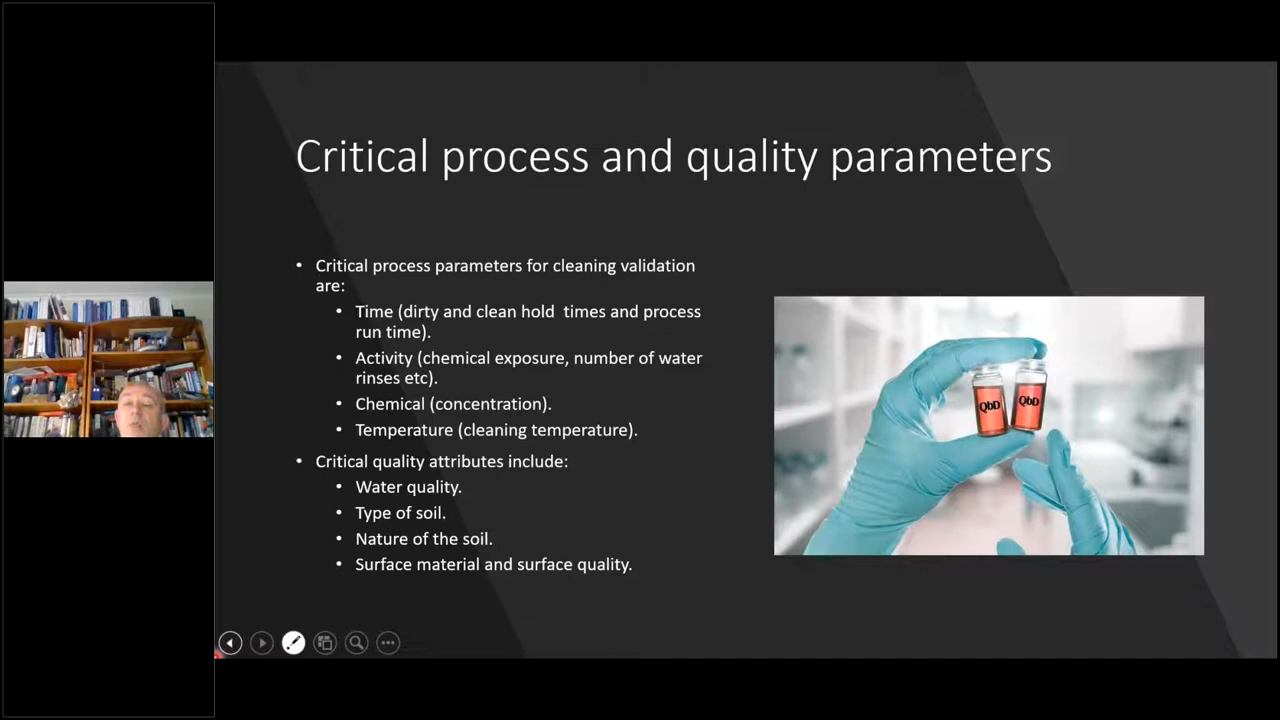 Critical process and quality parameters
• Critical process parameters for cleaning validation
are:
• Time (dirty and clean hold times and process
run time).
• Activity (chemical exposure, number of water
rinses etc).
• Chemical (concentration).
• Temperature (cleaning temperature).
• Critical quality attributes include:
• Water quality.
• Type of soil.
• Nature of the soil.
• Surface material and surface quality.
QbD
QbD